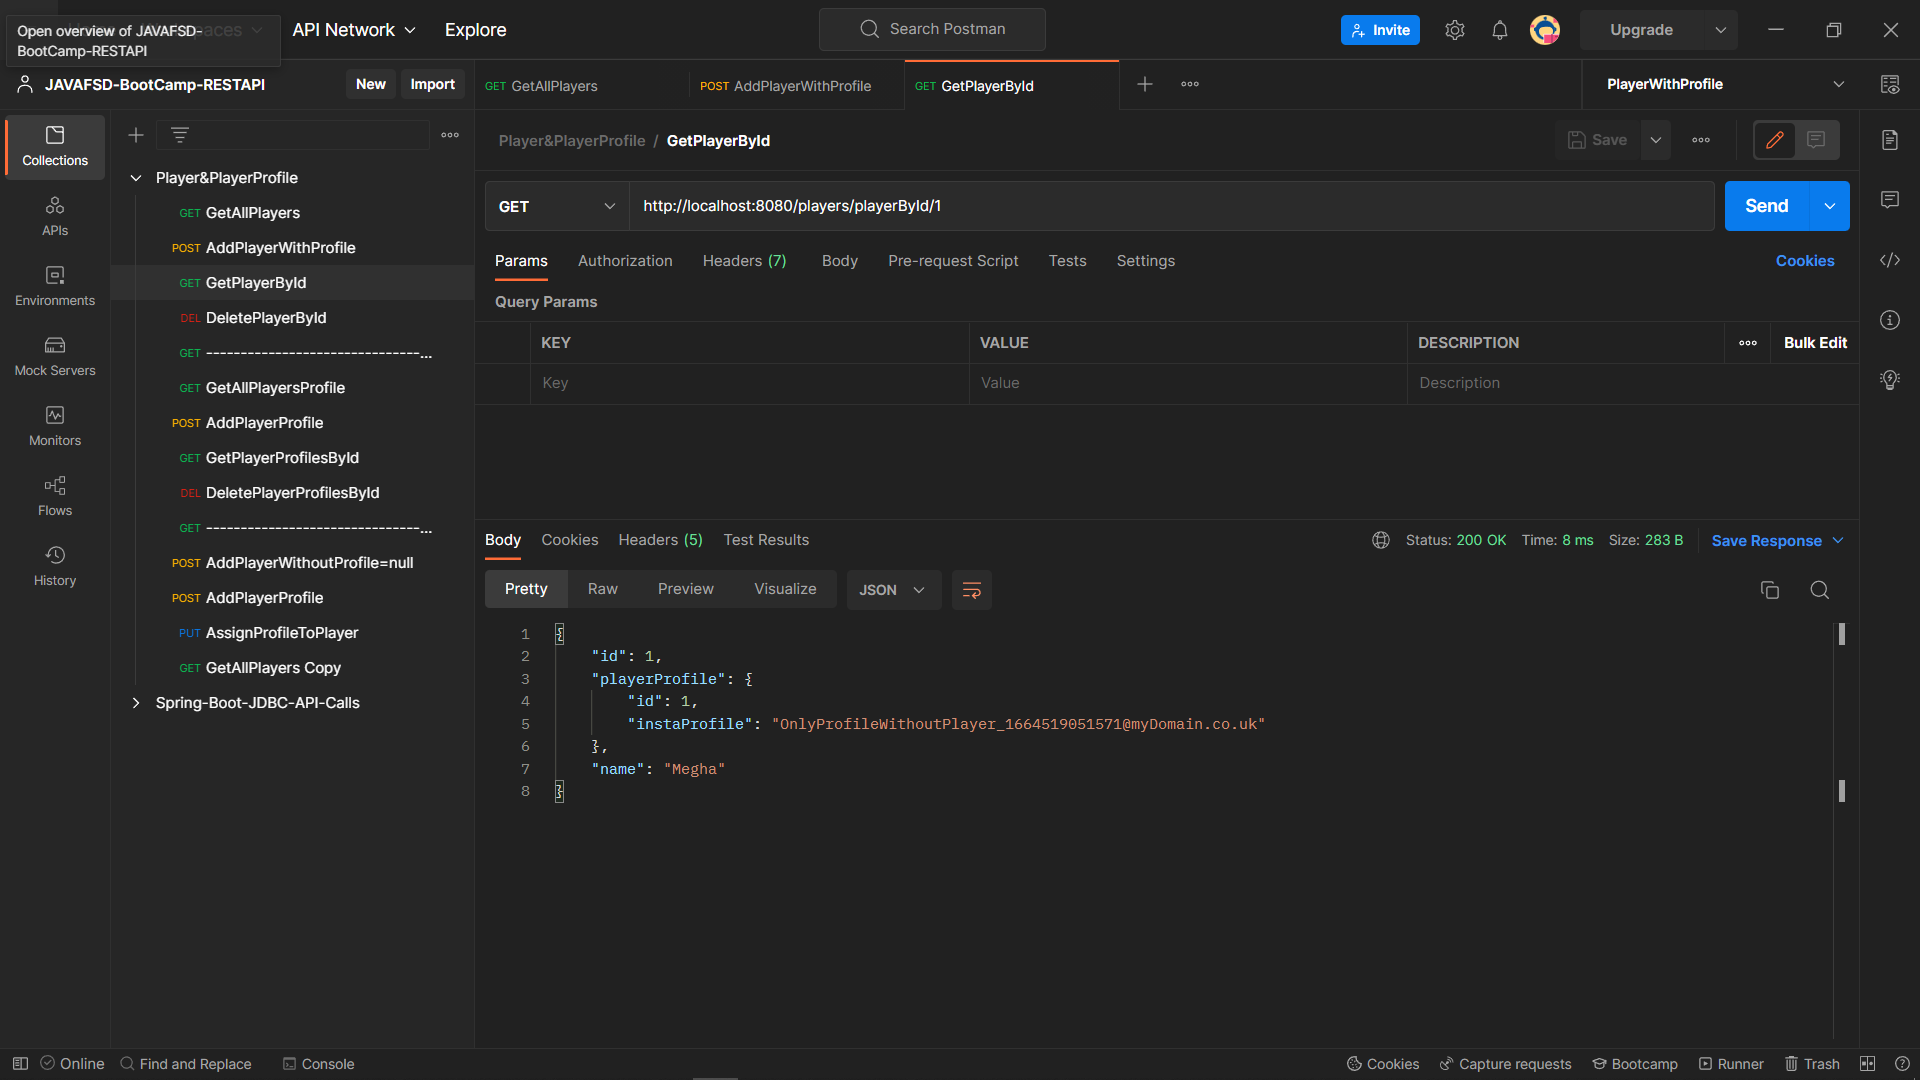 Open overview of JAVAFSD-
BootCamp-RESTAPI
API Network
Explore
Search Postman
Invite
Upgrade
JAVAFSD-BootCamp-RESTAPI
New
Import
GET GetAllPlayers
POST AddPlayerWithProfile
GET GetPlayerById
PlayerWithProfile
Collections
APIs
Environments
Mock Servers
Monitors
Flows
History
Player&PlayerProfile
GET GetAllPlayers
POST AddPlayerWithProfile
GET GetPlayerById
DEL DeletePlayerById
GET -------------------------------...
GET GetAllPlayersProfile
POST AddPlayerProfile
GET GetPlayerProfilesById
DEL DeletePlayerProfilesById
GET -------------------------------...
POST AddPlayerWithoutProfile=null
POST AddPlayerProfile
PUT AssignProfileToPlayer
GET GetAllPlayers Copy
Spring-Boot-JDBC-API-Calls
Player&PlayerProfile / GetPlayerById
Save
GET
http://localhost:8080/players/playerById/1
Send
Params Authorization Headers (7) Body Pre-request Script Tests Settings
Cookies
Query Params
KEY VALUE DESCRIPTION
Bulk Edit
Key Value Description
Body Cookies Headers (5) Test Results
Status: 200 OK Time: 8 ms Size: 283 B
Save Response
Pretty Raw Preview Visualize JSON
1 {
2 "id": 1,
3 "playerProfile": {
4 "id": 1,
5 "instaProfile": "OnlyProfileWithoutPlayer_1664519051571@myDomain.co.uk"
6 },
7 "name": "Megha"
8 }
Online
Find and Replace
Console
Cookies
Capture requests
Bootcamp
Runner
Trash